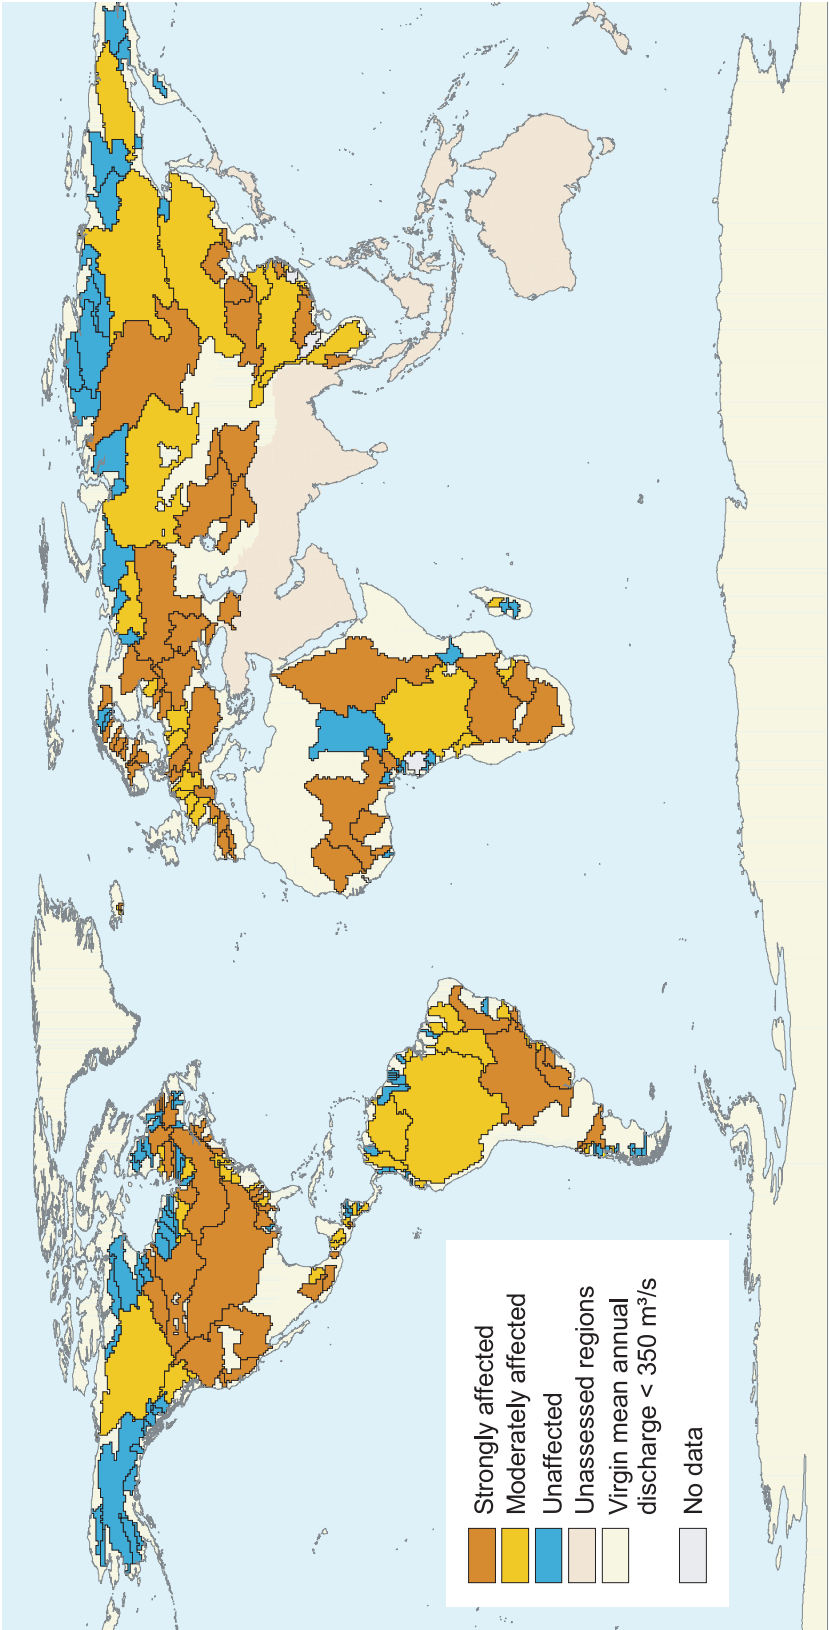 Strongly affected
Moderately affected
Unaffected
Unassessed regions
Virgin mean annual
discharge < 350 m³/s
No data